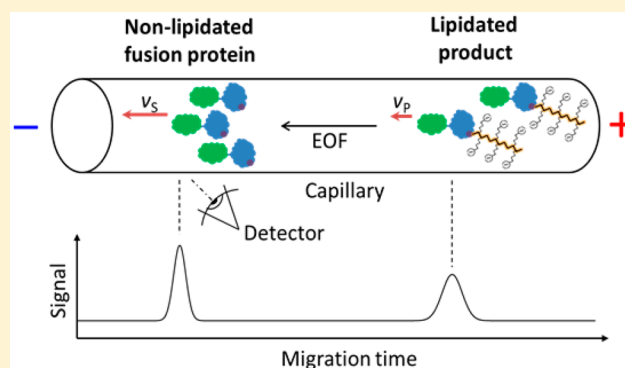 Non-lipidated
fusion protein
Lipidated
product
vS
vP
−
+
EOF
Capillary
Detector
Signal
Migration time